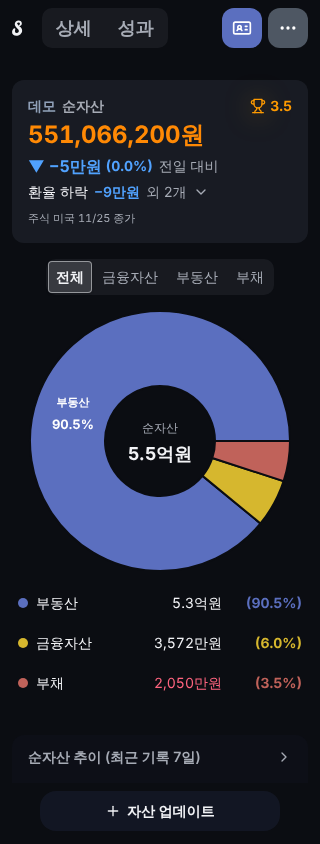 상세 성과
데모 순자산 3.5
551,066,200원
▼ −5만원 (0.0%) 전일 대비
환율 하락 −9만원 외 2개
주식 미국 11/25 종가
전체 금융자산 부동산 부채
부동산
90.5%
순자산
5.5억원
부동산 5.3억원 (90.5%)
금융자산 3,572만원 (6.0%)
부채 2,050만원 (3.5%)
순자산 추이 (최근 기록 7일)
+ 자산 업데이트